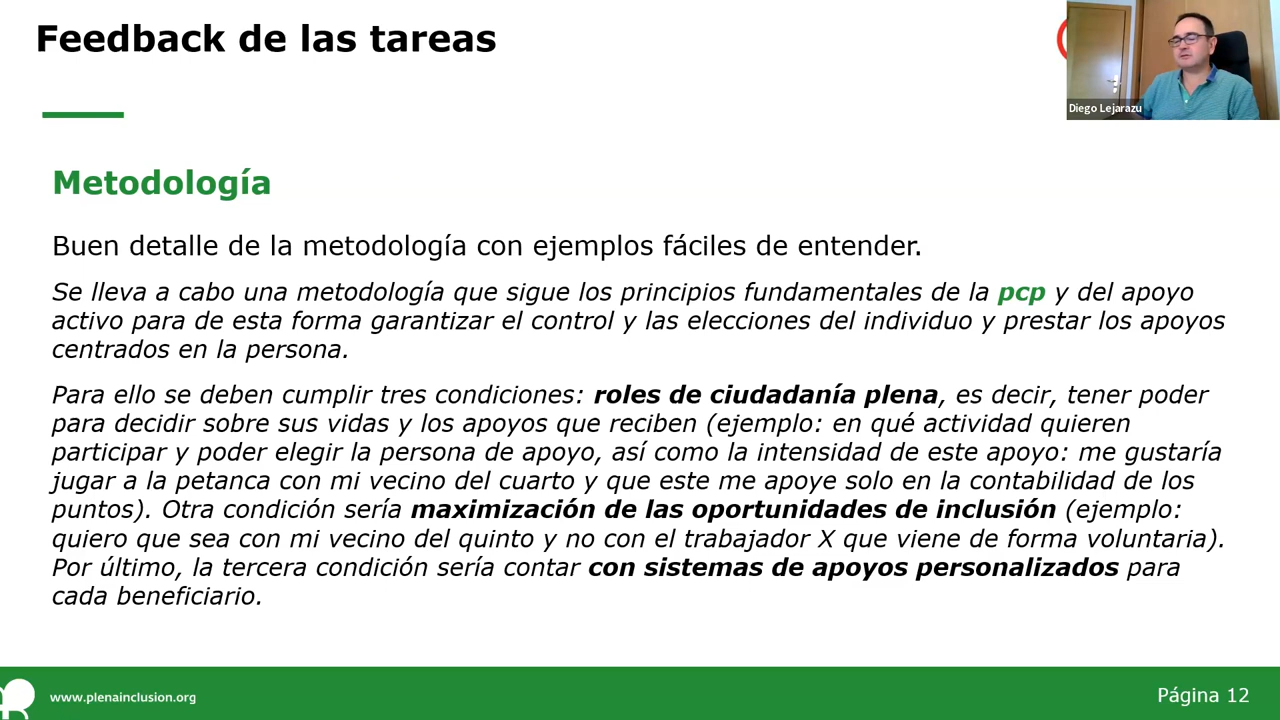 Feedback de las tareas
Diego Lejarazu
Metodología
Buen detalle de la metodología con ejemplos fáciles de entender.
Se lleva a cabo una metodología que sigue los principios fundamentales de la pcp y del apoyo
activo para de esta forma garantizar el control y las elecciones del individuo y prestar los apoyos
centrados en la persona.
Para ello se deben cumplir tres condiciones: roles de ciudadanía plena, es decir, tener poder
para decidir sobre sus vidas y los apoyos que reciben (ejemplo: en qué actividad quieren
participar y poder elegir la persona de apoyo, así como la intensidad de este apoyo: me gustaría
jugar a la petanca con mi vecino del cuarto y que este me apoye solo en la contabilidad de los
puntos). Otra condición sería maximización de las oportunidades de inclusión (ejemplo:
quiero que sea con mi vecino del quinto y no con el trabajador X que viene de forma voluntaria).
Por último, la tercera condición sería contar con sistemas de apoyos personalizados para
cada beneficiario.
www.plenainclusion.org
Página 12